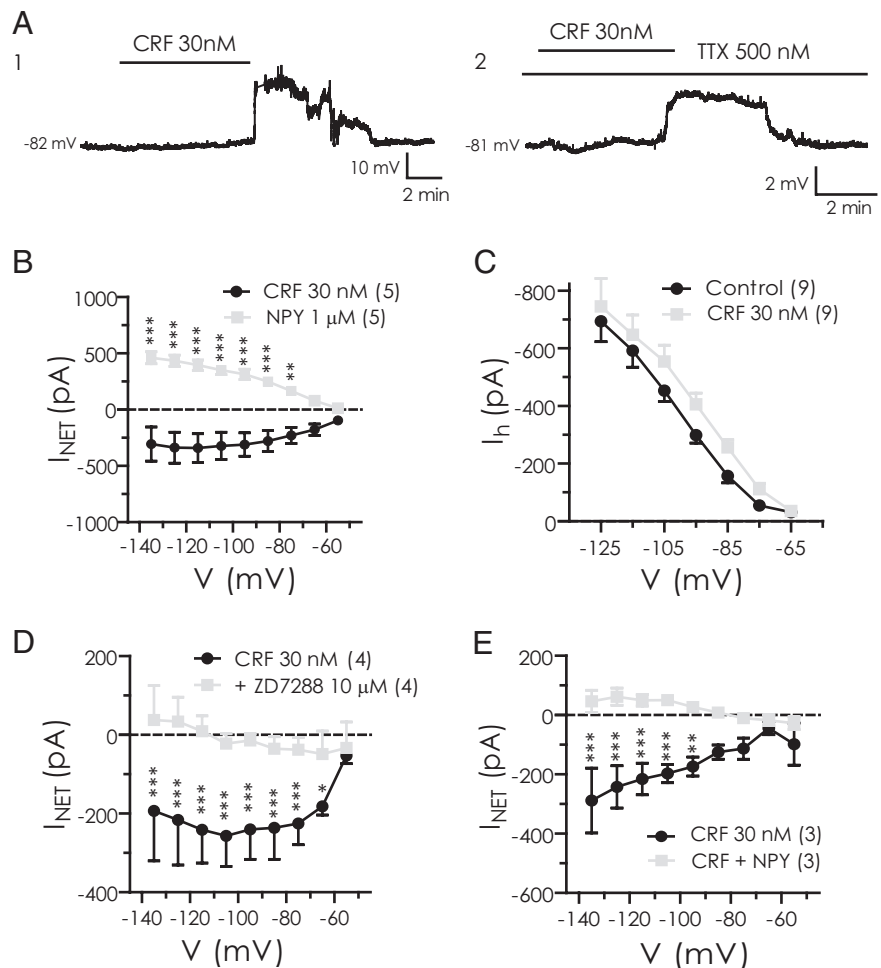 A
1
CRF 30nM
-82 mV
10 mV
2 min
2
CRF 30nM
TTX 500 nM
-81 mV
2 mV
2 min
B
CRF 30 nM (5)
NPY 1 µM (5)
*** *** *** *** *** *** **
1000
500
0
-500
-1000
I NET (pA)
-140 -120 -100 -80 -60
V (mV)
C
Control (9)
CRF 30 nM (9)
-800
-600
-400
-200
0
I h (pA)
-125 -105 -85 -65
V (mV)
D
CRF 30 nM (4)
+ ZD7288 10 µM (4)
200
0
-200
-400
I NET (pA)
*** *** *** *** *** *** *** *
-140 -120 -100 -80 -60
V (mV)
E
200
0
-200
-400
-600
I NET (pA)
*** *** *** *** **
CRF 30 nM (3)
CRF + NPY (3)
-140 -120 -100 -80 -60
V (mV)